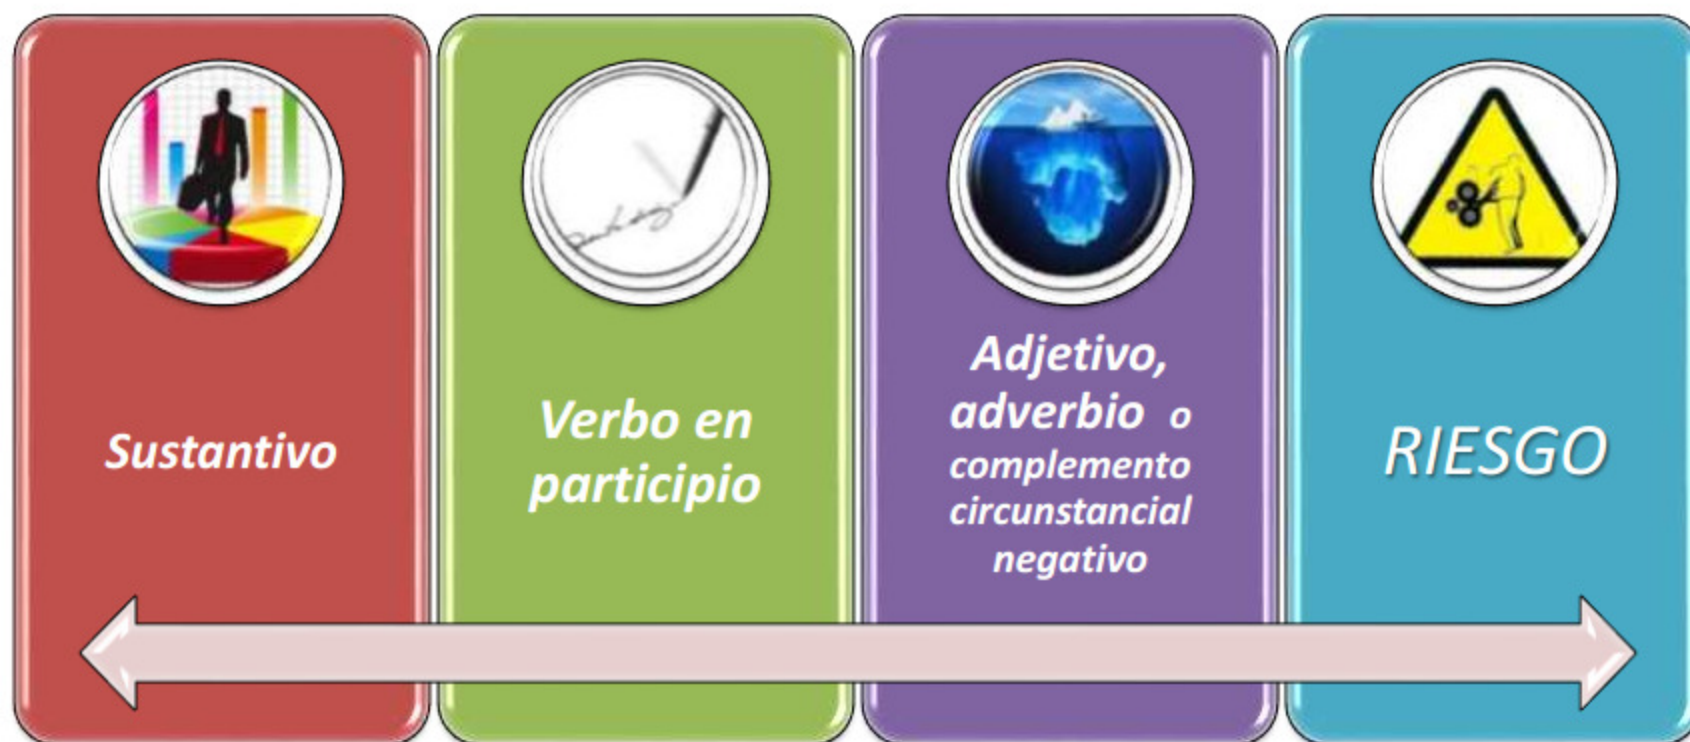 Sustantivo
Verbo en
participio
Adjetivo,
adverbio o
complemento
circunstancial
negativo
RIESGO